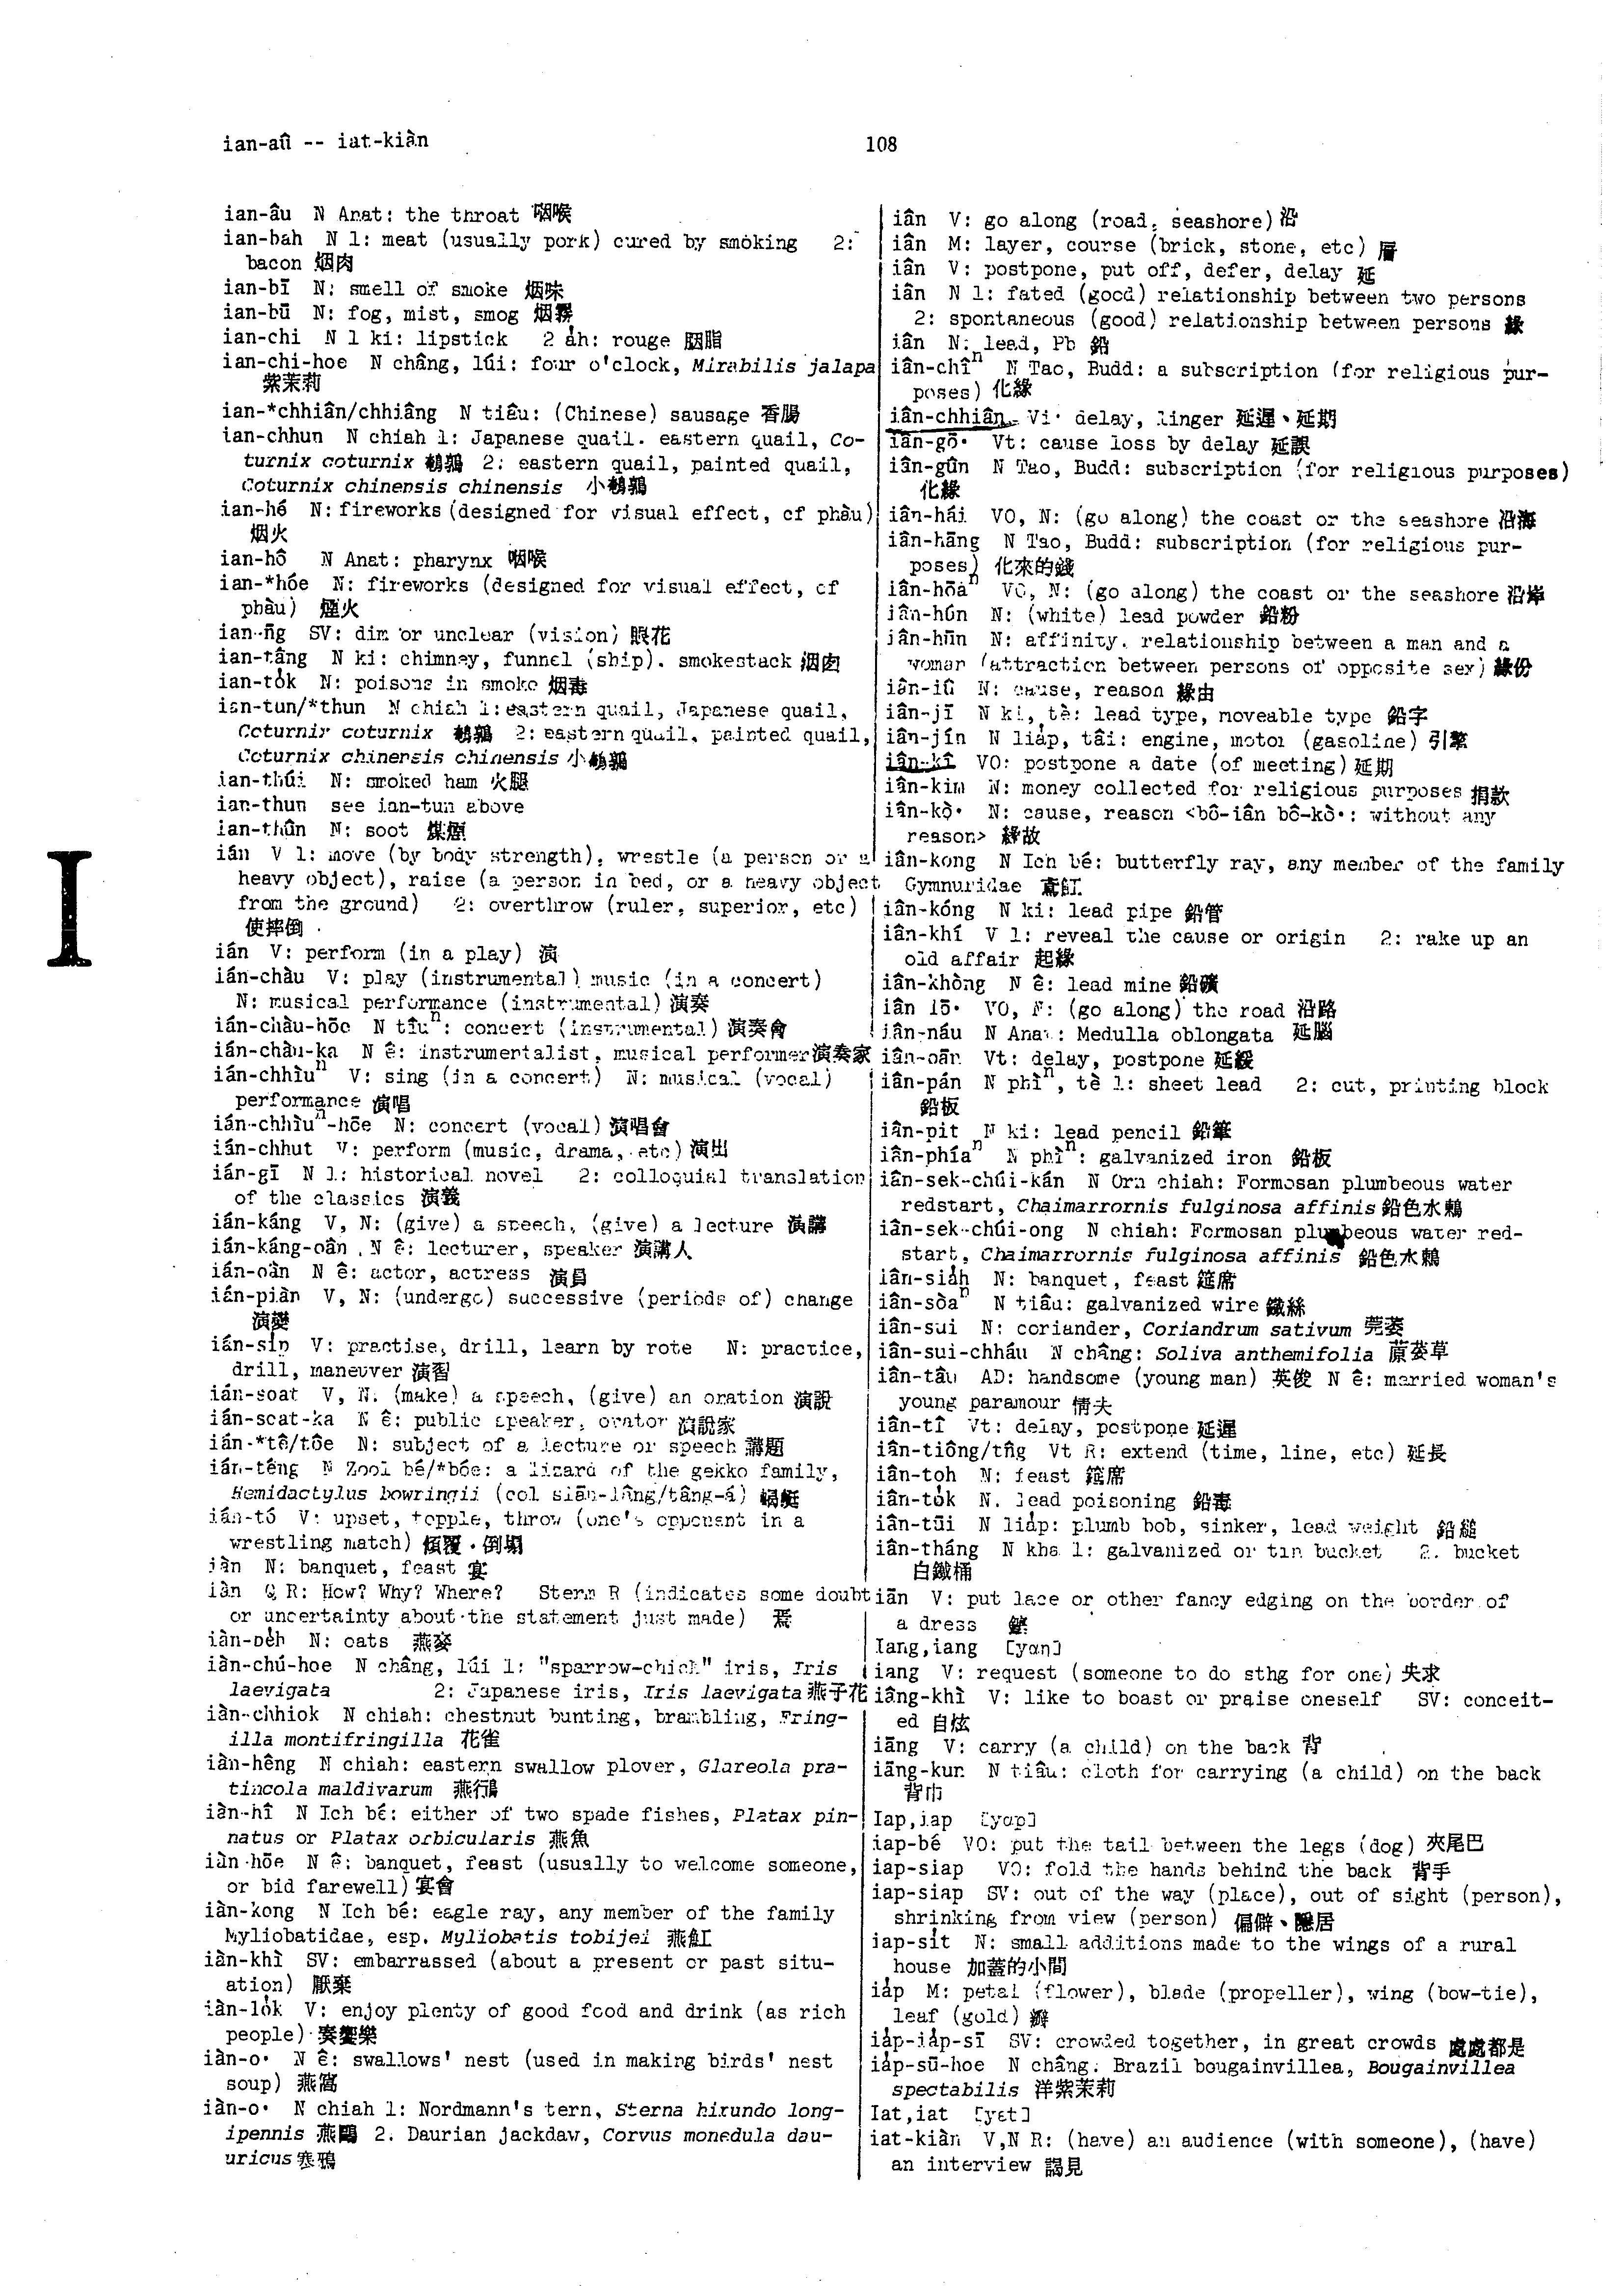 ian-aû -- iat-kiàn
108
ian-âu N Anat: the throat 咽喉
ian-bah N 1: meat (usually pork) cured by smoking 2:
bacon 烟肉
ian-bī N: smell of smoke 烟味
ian-bū N: fog, mist, smog 烟霧
ian-chi N 1 ki: lipstick 2 a̍h: rouge 胭脂
ian-chi-hoe N châng, lúi: four o'clock, Mirabilis jalapa
紫茉莉
ian-*chhiân/chhiâng N tiâu: (Chinese) sausage 香腸
ian-chhun N chiah 1: Japanese quail. eastern quail, Co-
turnix coturnix 鵪鶉 2: eastern quail, painted quail,
Coturnix chinensis chinensis 小鵪鶉
ian-hé N: fireworks (designed for visual effect, cf phàu)
烟火
ian-hô N Anat: pharynx 咽喉
ian-*hóe N: fireworks (designed for visual effect, cf
phàu) 煙火
ian-n̄g SV: dim or unclear (vision) 眼花
ian-tâng N ki: chimney, funnel (ship). smokestack 烟囱
ian-to̍k N: poisons in smoke 烟毒
ian-tun/*thun N chiah 1: eastern quail, Japanese quail,
Coturnir coturnix 鵪鶉 2: eastern quail. painted quail,
Coturnix chinensis chinensis 小鵪鶉
ian-thúi N: smoked ham 火腿
ian-thun see ian-tun above
ian-thûn N: soot 煤煙
ián V 1: move (by body strength), wrestle (a person or a
heavy object), raise (a person in bed, or a heavy object
from the ground) 2: overthrow (ruler, superior, etc)
使摔倒
ián V: perform (in a play) 演
ián-chàu V: play (instrumental) music (in a concert)
N: musical performance (instrumental) 演奏
ián-chàu-hōe N tîuⁿ: concert (instrumental) 演奏會
ián-chàu-ka N ê: instrumentalist, musical performer 演奏家
ián-chhìuⁿ V: sing (in a concert) N: musical (vocal)
performance 演唱
ián-chhìuⁿ-hōe N: concert (vocal) 演唱會
ián-chhut V: perform (music, drama, etc) 演出
ián-gī N 1: historical novel 2: colloquial translation
of the classics 演義
ián-káng V, N: (give) a speech, (give) a lecture 演講
ián-káng-oân N ê: lecturer, speaker 演講人
ián-oân N ê: actor, actress 演員
ián-piàn V, N: (undergo) successive (periods of) change
演變
ián-si̍p V: practise, drill, learn by rote N: practice,
drill, maneuver 演習
ián-soat V, N: (make) a speech, (give) an oration 演說
ián-soat-ka N ê: public speaker, orator 演說家
ián-*tê/tôe N: subject of a lecture or speech 講題
ián-têng N Zool bé/*bóe: a lizard of the gekko family,
Hemidactylus bowringii (col siān-lâng/tâng-á) 蝘蜓
ián-tó V: upset, topple, throw (one's opponent in a
wrestling match) 傾覆・倒塌
iàn N: banquet, feast 宴
iàn Q R: How? Why? Where? Stern R (indicates some doubt
or uncertainty about the statement just made) 焉
iàn-be̍h N: oats 燕麥
iàn-chú-hoe N châng, lúi 1: "sparrow-chick" iris, Iris
laevigata 2: Japanese iris, Iris laevigata 燕子花
iàn-chhiok N chiah: chestnut bunting, brambling, Fring-
illa montifringilla 花雀
iàn-hêng N chiah: eastern swallow plover, Glareola pra-
tincola maldivarum 燕行鳥
iàn-hî N Ich bé: either of two spade fishes, Platax pin-
natus or Platax orbicularis 燕魚
iàn-hōe N ê: banquet, feast (usually to welcome someone,
or bid farewell) 宴會
iàn-kong N Ich bé: eagle ray, any member of the family
Myliobatidae, esp. Myliobatis tobijei 燕魟
iàn-khì SV: embarrassed (about a present or past situ-
ation) 厭棄
iàn-lo̍k V: enjoy plenty of good food and drink (as rich
people) 宴饗樂
iàn-o· N ê: swallows' nest (used in making birds' nest
soup) 燕窩
iàn-o· N chiah 1: Nordmann's tern, Sterna hirundo long-
ipennis 燕鷗 2. Daurian jackdaw, Corvus monedula dau-
uricus 寒鴉
I
iân V: go along (road, seashore) 沿
iân M: layer, course (brick, stone, etc) 層
iân V: postpone, put off, defer, delay 延
iân N 1: fated (good) relationship between two persons
2: spontaneous (good) relationship between persons 緣
iân N: lead, Pb 鉛
iân-chîⁿ N Tao, Budd: a subscription (for religious pur-
poses) 化緣
iân-chhiân Vi: delay, linger 延遲、延期
iân-gō· Vt: cause loss by delay 延誤
iân-gûn N Tao, Budd: subscription (for religious purposes)
化緣
iân-hái VO, N: (go along) the coast or the seashore 沿海
iân-hāng N Tao, Budd: subscription (for religious pur-
poses) 化來的錢
iân-hōaⁿ VO, N: (go along) the coast or the seashore 沿岸
iân-hún N: (white) lead powder 鉛粉
iân-hūn N: affinity, relationship between a man and a
woman (attraction between persons of opposite sex) 緣份
iân-iû N: cause, reason 緣由
iân-jī N ki, tè: lead type, moveable type 鉛字
iân-jín N lia̍p, tâi: engine, motor (gasoline) 引擎
iân-kî VO: postpone a date (of meeting) 延期
iân-kim N: money collected for religious purposes 捐款
iân-kò· N: cause, reason <bô-iân bô-kò·: without any
reason> 緣故
iân-kong N Ich bé: butterfly ray, any member of the family
Gymnuridae 鳶魟
iân-kóng N ki: lead pipe 鉛管
iân-khí V 1: reveal the cause or origin 2: rake up an
old affair 起緣
iân-khòng N ê: lead mine 鉛礦
iân lō· VO, N: (go along) the road 沿路
iân-náu N Anat: Medulla oblongata 延腦
iân-oān Vt: delay, postpone 延緩
iân-pán N phìⁿ, tè 1: sheet lead 2: cut, printing block
鉛板
iân-pit N ki: lead pencil 鉛筆
iân-phíaⁿ N phìⁿ: galvanized iron 鉛板
iân-sek-chúi-kán N Orn chiah: Formosan plumbeous water
redstart, Chaimarrornis fulginosa affinis 鉛色水鶇
iân-sek-chúi-ong N chiah: Formosan plumbeous water red-
start, Chaimarrornis fulginosa affinis 鉛色水鶇
iân-sia̍h N: banquet, feast 筵席
iân-sòaⁿ N tiâu: galvanized wire 鐵絲
iân-sui N: coriander, Coriandrum sativum 莞荽
iân-sui-chháu N châng: Soliva anthemifolia 蒝荽草
iân-tâu AD: handsome (young man) 英俊 N ê: married woman's
young paramour 情夫
iân-tî Vt: delay, postpone 延遲
iân-tiông/tn̂g Vt R: extend (time, line, etc) 延長
iân-toh N: feast 筵席
iân-to̍k N. lead poisoning 鉛毒
iân-tūi N lia̍p: plumb bob, sinker, lead weight 鉛鎚
iân-tháng N kha 1: galvanized or tin bucket 2. bucket
白鐵桶
iān V: put lace or other fancy edging on the border of
a dress
Iang,iang [yɑŋ]
iang V: request (someone to do sthg for one) 央求
iâng-khì V: like to boast or praise oneself SV: conceit-
ed 自炫
iāng V: carry (a child) on the back 背
iāng-kun N tiâu: cloth for carrying (a child) on the back
背巾
Iap,iap [yɑp]
iap-bé VO: put the tail between the legs (dog) 夾尾巴
iap-siap VO: fold the hands behind the back 背手
iap-siap SV: out of the way (place), out of sight (person),
shrinking from view (person) 偏僻、隱居
iap-si̍t N: small additions made to the wings of a rural
house 加蓋的小間
ia̍p M: petal (flower), blade (propeller), wing (bow-tie),
leaf (gold) 瓣
ia̍p-ia̍p-sī SV: crowded together, in great crowds 處處都是
ia̍p-sū-hoe N châng: Brazil bougainvillea, Bougainvillea
spectabilis 洋紫茉莉
Iat,iat [yɛt]
iat-kiàn V,N R: (have) an audience (with someone), (have)
an interview 謁見